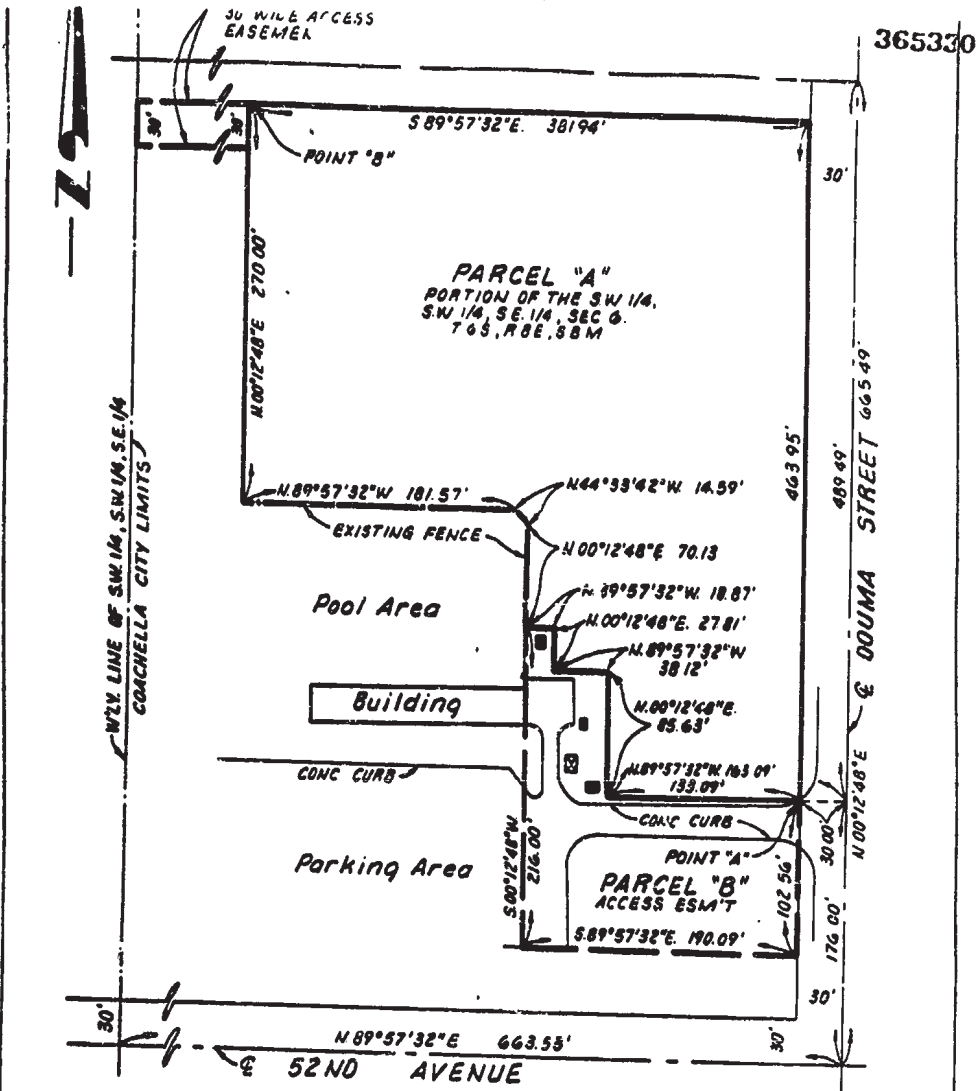 365330
EASEMEN
30'
30'
S 89°57'32"E. 381 94'
POINT "B"
30'
N.00°12'48"E 270 00'
PARCEL "A"
PORTION OF THE S.W 1/4,
S.W 1/4, S.E. 1/4, SEC 6.
T 6 S, R 8 E, S B M
W'LY. LINE OF S.W. 1/4, S.W. 1/4, S.E. 1/4
COACHELLA CITY LIMITS
463 95'
489 49'
℄ DOUMA STREET 665 49'
N.89°57'32"W 181.57'
N.44°33'42"W. 14.59'
EXISTING FENCE
N 00°12'48"E 70.13
N. 89°57'32"W. 18.87'
Pool Area
N.00°12'48"E. 27 81'
N.89°57'32"W
38 12'
Building
N.00°12'48"E.
85.63'
N.89°57'32"W. 163 09'
133.09'
CONC CURB
CONC CURB
N 00°12'48"E
30 00'
POINT "A"
S.00°12'48"W.
216.00'
Parking Area
PARCEL "B"
ACCESS ESM'T
102 56'
176 00'
S.89°57'32"E. 190.09'
30'
30'
30'
N 89°57'32"E 663.55'
℄ 52ND AVENUE